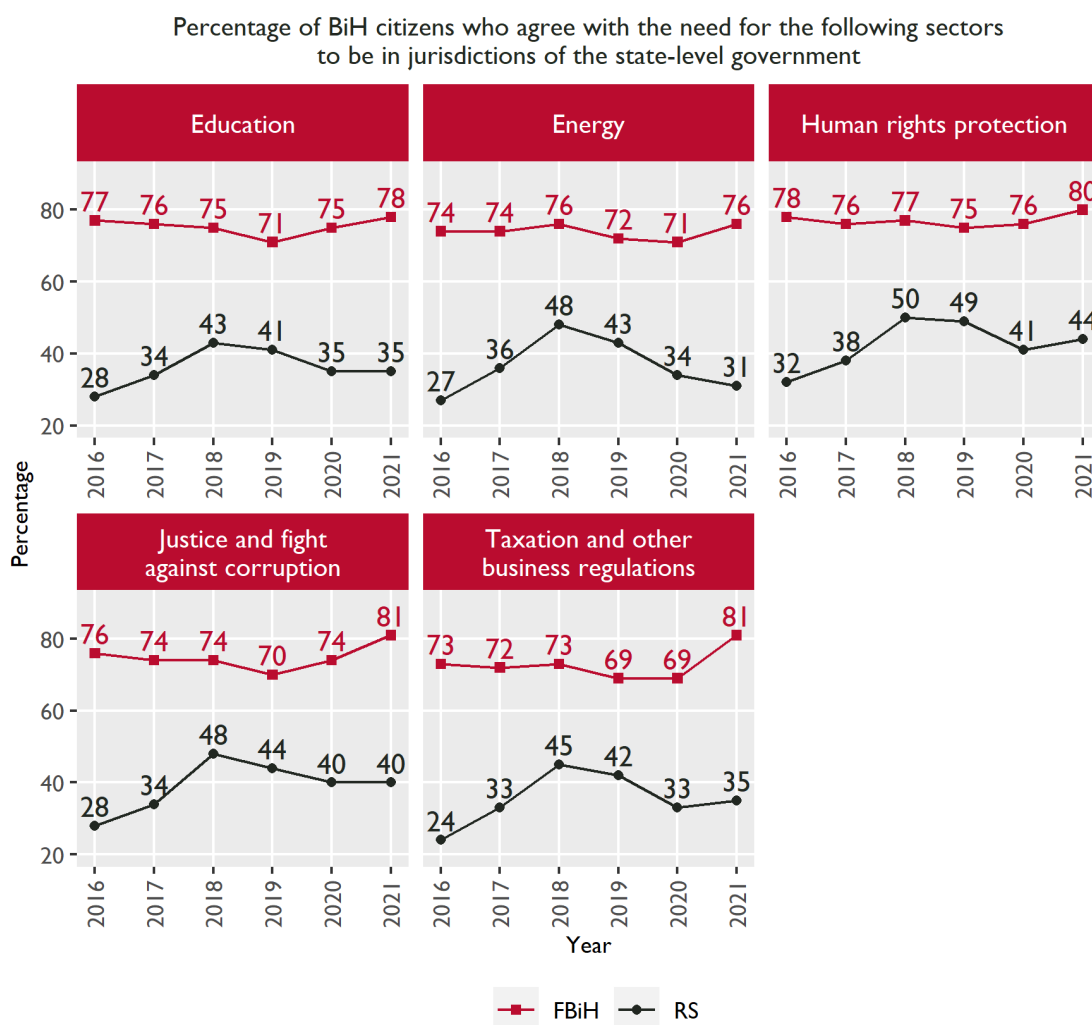 Percentage of BiH citizens who agree with the need for the following sectors
to be in jurisdictions of the state-level government
Education
Energy
Human rights protection
77 76 75 71 75 78
28 34 43 41 35 35
74 74 76 72 71 76
27 36 48 43 34 31
78 76 77 75 76 80
32 38 50 49 41 44
80
60
40
20
2016 2017 2018 2019 2020 2021
2016 2017 2018 2019 2020 2021
2016 2017 2018 2019 2020 2021
Percentage
Justice and fight
against corruption
Taxation and other
business regulations
76 74 74 70 74 81
28 34 48 44 40 40
73 72 73 69 69 81
24 33 45 42 33 35
80
60
40
20
2016 2017 2018 2019 2020 2021
2016 2017 2018 2019 2020 2021
Year
FBiH RS